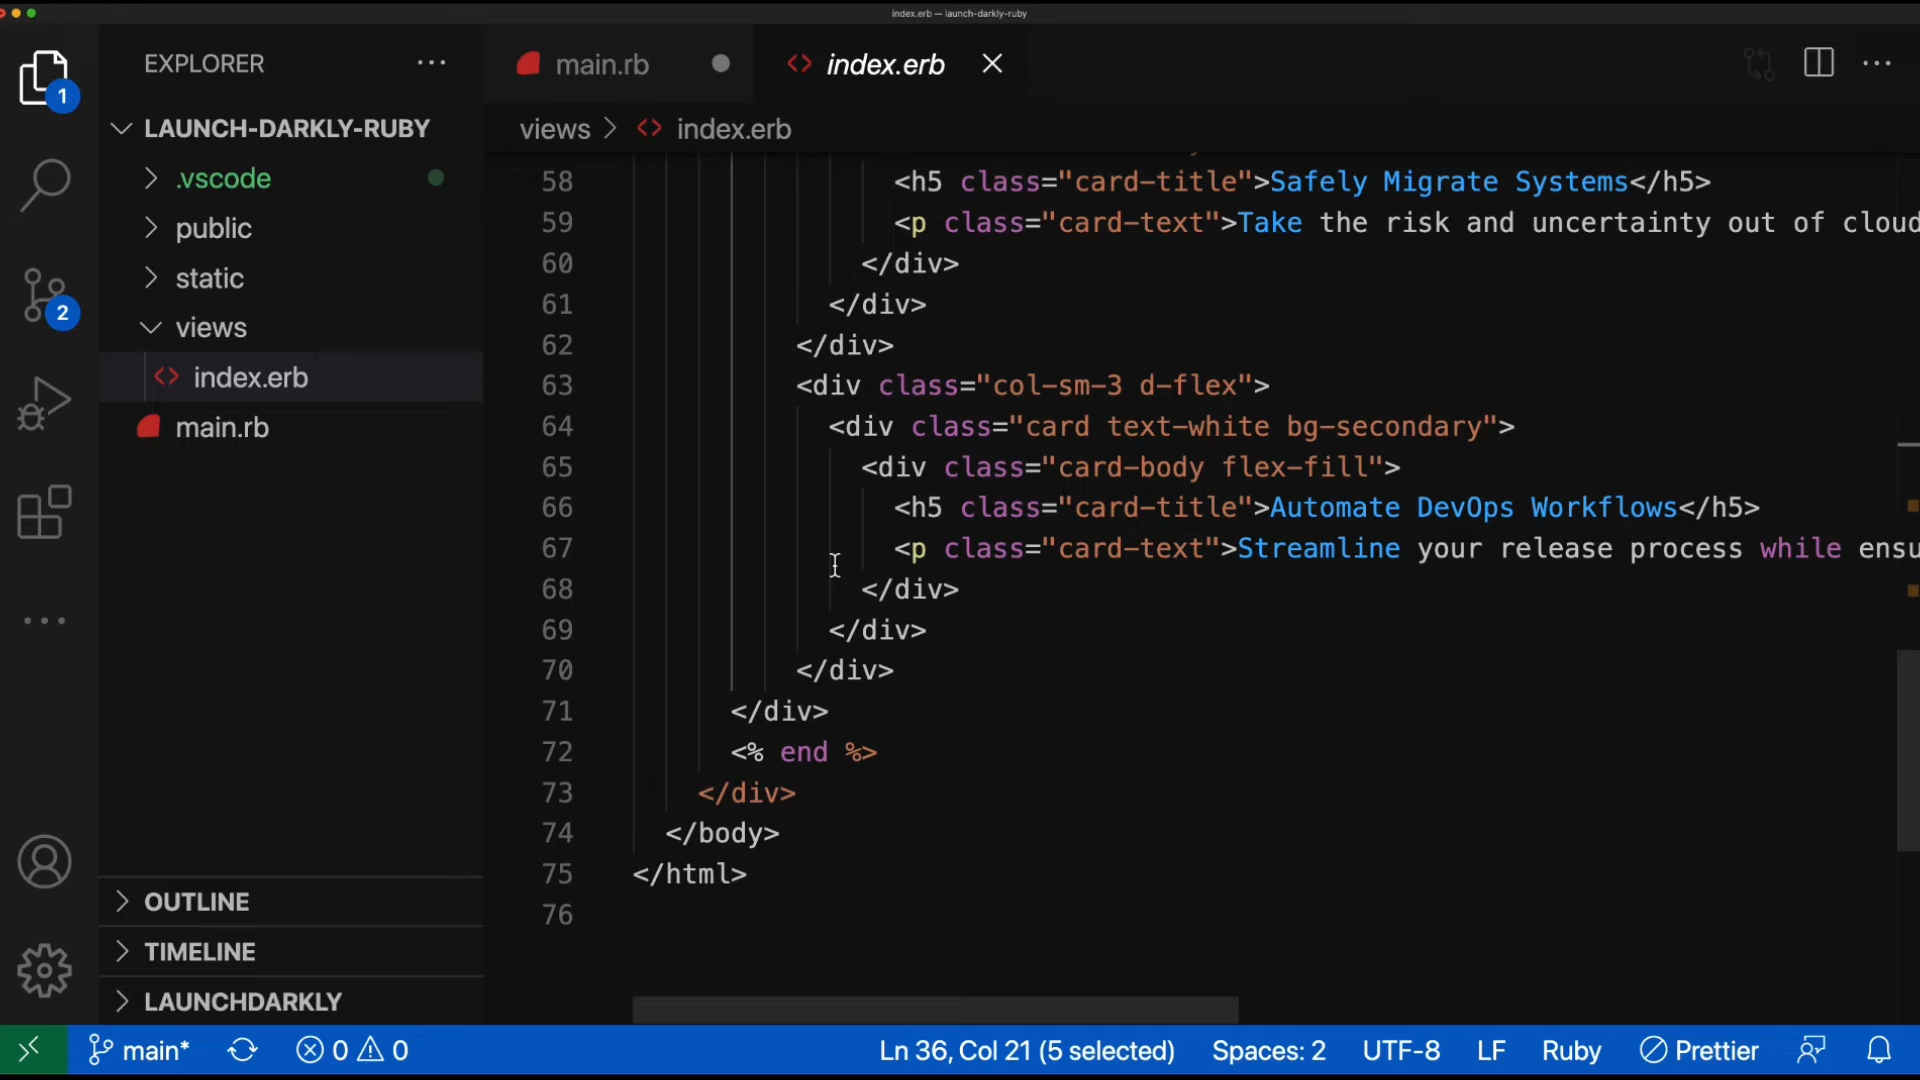 index.erb — launch-darkly-ruby
EXPLORER
main.rb
index.erb
1
LAUNCH-DARKLY-RUBY
views > index.erb
.vscode
public
static
2
views
index.erb
main.rb
58 <h5 class="card-title">Safely Migrate Systems</h5>
59 <p class="card-text">Take the risk and uncertainty out of cloud
60 </div>
61 </div>
62 </div>
63 <div class="col-sm-3 d-flex">
64 <div class="card text-white bg-secondary">
65 <div class="card-body flex-fill">
66 <h5 class="card-title">Automate DevOps Workflows</h5>
67 <p class="card-text">Streamline your release process while ensu
68 </div>
69 </div>
70 </div>
71 </div>
72 <% end %>
73 </div>
74 </body>
75 </html>
76
OUTLINE
TIMELINE
LAUNCHDARKLY
main* 0 0 Ln 36, Col 21 (5 selected) Spaces: 2 UTF-8 LF Ruby Prettier